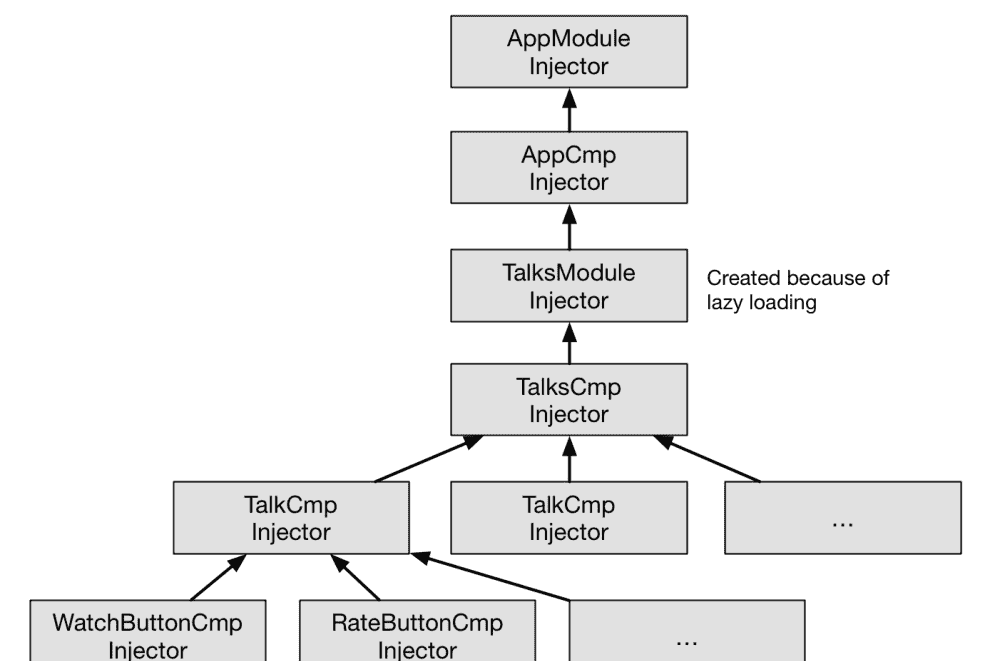 AppModule
Injector
AppCmp
Injector
TalksModule
Injector
Created because of
lazy loading
TalksCmp
Injector
TalkCmp
Injector
TalkCmp
Injector
...
WatchButtonCmp
Injector
RateButtonCmp
Injector
...